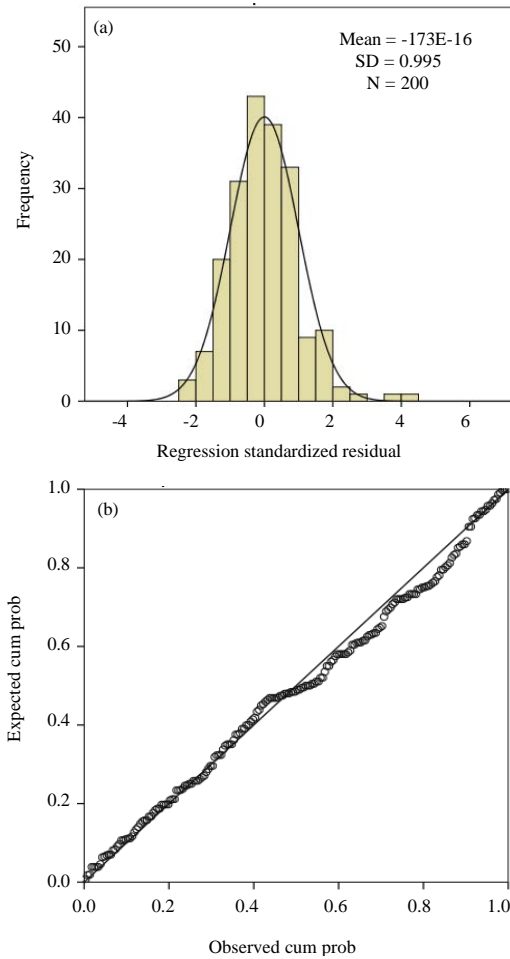 (a)
Mean = -173E-16
SD = 0.995
N = 200
50
40
30
20
10
0
Frequency
-4 -2 0 2 4 6
Regression standardized residual
(b)
1.0
0.8
0.6
0.4
0.2
0.0
Expected cum prob
0.0 0.2 0.4 0.6 0.8 1.0
Observed cum prob